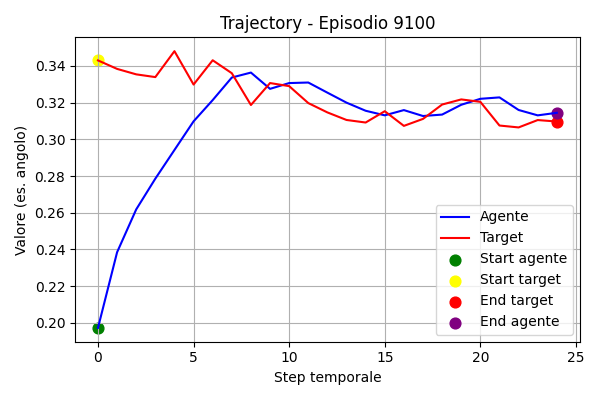 Trajectory - Episodio 9100
Valore (es. angolo)
0.34
0.32
0.30
0.28
0.26
0.24
0.22
0.20
0 5 10 15 20 25
Step temporale
Agente
Target
Start agente
Start target
End target
End agente